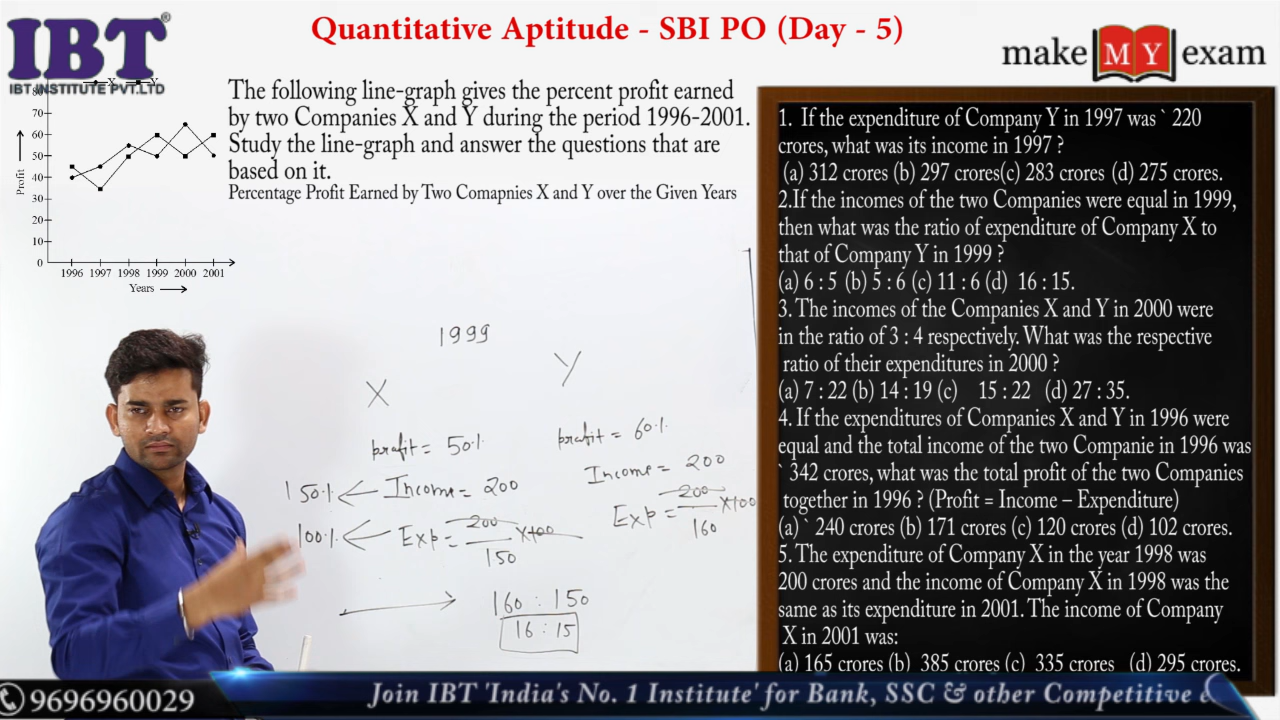 Quantitative Aptitude - SBI PO (Day - 5)
IBT®
IBT INSTITUTE PVT.LTD
make MY exam
X Y
80
70
60
50
40
30
20
10
0
Profit
1996 1997 1998 1999 2000 2001
Years
The following line-graph gives the percent profit earned
by two Companies X and Y during the period 1996-2001.
Study the line-graph and answer the questions that are
based on it.
Percentage Profit Earned by Two Comapnies X and Y over the Given Years
1999
X
Y
profit = 50%
profit = 60%
150% Income = 200
Income = 200
100% Exp = 200/150 × 100
Exp = 200/160 × 100
160 : 150
16 : 15
1. If the expenditure of Company Y in 1997 was ` 220
crores, what was its income in 1997 ?
(a) 312 crores (b) 297 crores(c) 283 crores (d) 275 crores.
2.If the incomes of the two Companies were equal in 1999,
then what was the ratio of expenditure of Company X to
that of Company Y in 1999 ?
(a) 6 : 5 (b) 5 : 6 (c) 11 : 6 (d) 16 : 15.
3. The incomes of the Companies X and Y in 2000 were
in the ratio of 3 : 4 respectively. What was the respective
ratio of their expenditures in 2000 ?
(a) 7 : 22 (b) 14 : 19 (c) 15 : 22 (d) 27 : 35.
4. If the expenditures of Companies X and Y in 1996 were
equal and the total income of the two Companie in 1996 was
` 342 crores, what was the total profit of the two Companies
together in 1996 ? (Profit = Income – Expenditure)
(a) ` 240 crores (b) 171 crores (c) 120 crores (d) 102 crores.
5. The expenditure of Company X in the year 1998 was
200 crores and the income of Company X in 1998 was the
same as its expenditure in 2001. The income of Company
X in 2001 was:
(a) 165 crores (b) 385 crores (c) 335 crores (d) 295 crores.
9696960029
Join IBT 'India's No. 1 Institute' for Bank, SSC & other Competitive